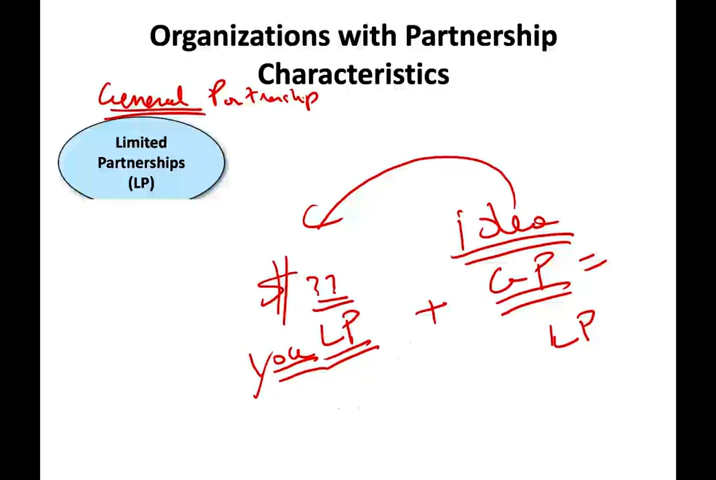 Organizations with Partnership
Characteristics
General Partnership
Limited
Partnerships
(LP)
idea
$ ??
GP =
you LP +
LP